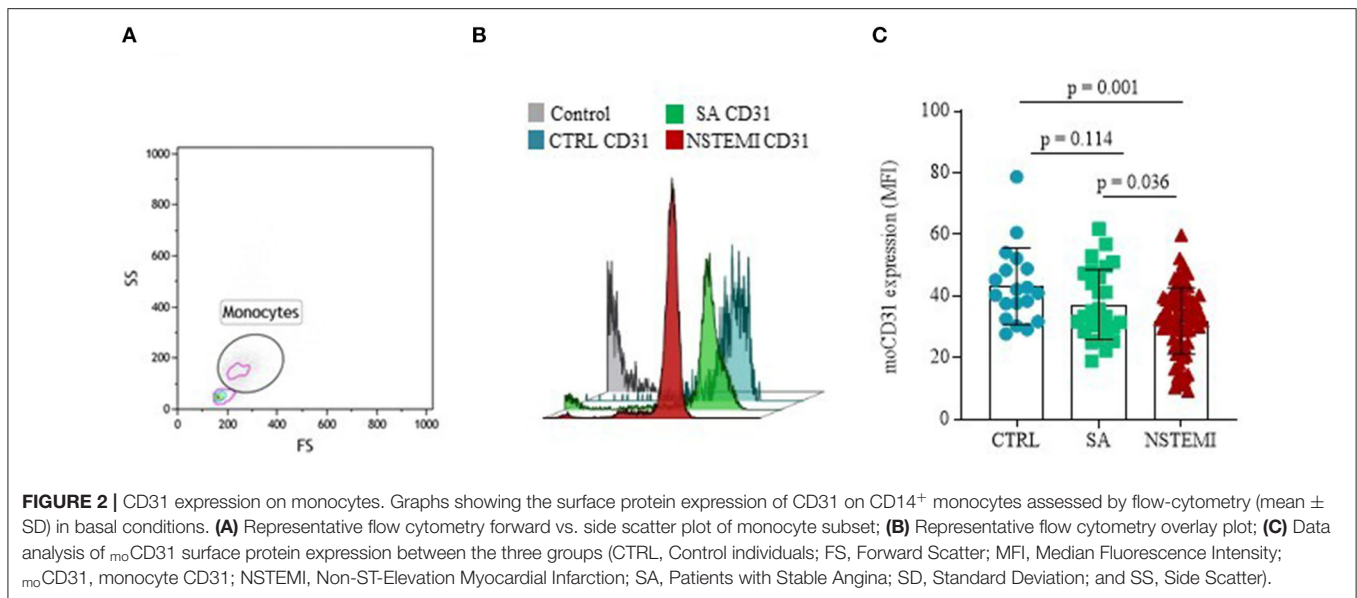 A
B
C
1000
800
600
400
200
0
SS
Monocytes
0 200 400 600 800 1000
FS
Control
SA CD31
CTRL CD31
NSTEMI CD31
p = 0.001
p = 0.114
p = 0.036
100
80
60
40
20
0
moCD31 expression (MFI)
CTRL SA NSTEMI
FIGURE 2 | CD31 expression on monocytes. Graphs showing the surface protein expression of CD31 on CD14⁺ monocytes assessed by flow-cytometry (mean ±
SD) in basal conditions. (A) Representative flow cytometry forward vs. side scatter plot of monocyte subset; (B) Representative flow cytometry overlay plot; (C) Data
analysis of ₘₒCD31 surface protein expression between the three groups (CTRL, Control individuals; FS, Forward Scatter; MFI, Median Fluorescence Intensity;
ₘₒCD31, monocyte CD31; NSTEMI, Non-ST-Elevation Myocardial Infarction; SA, Patients with Stable Angina; SD, Standard Deviation; and SS, Side Scatter).